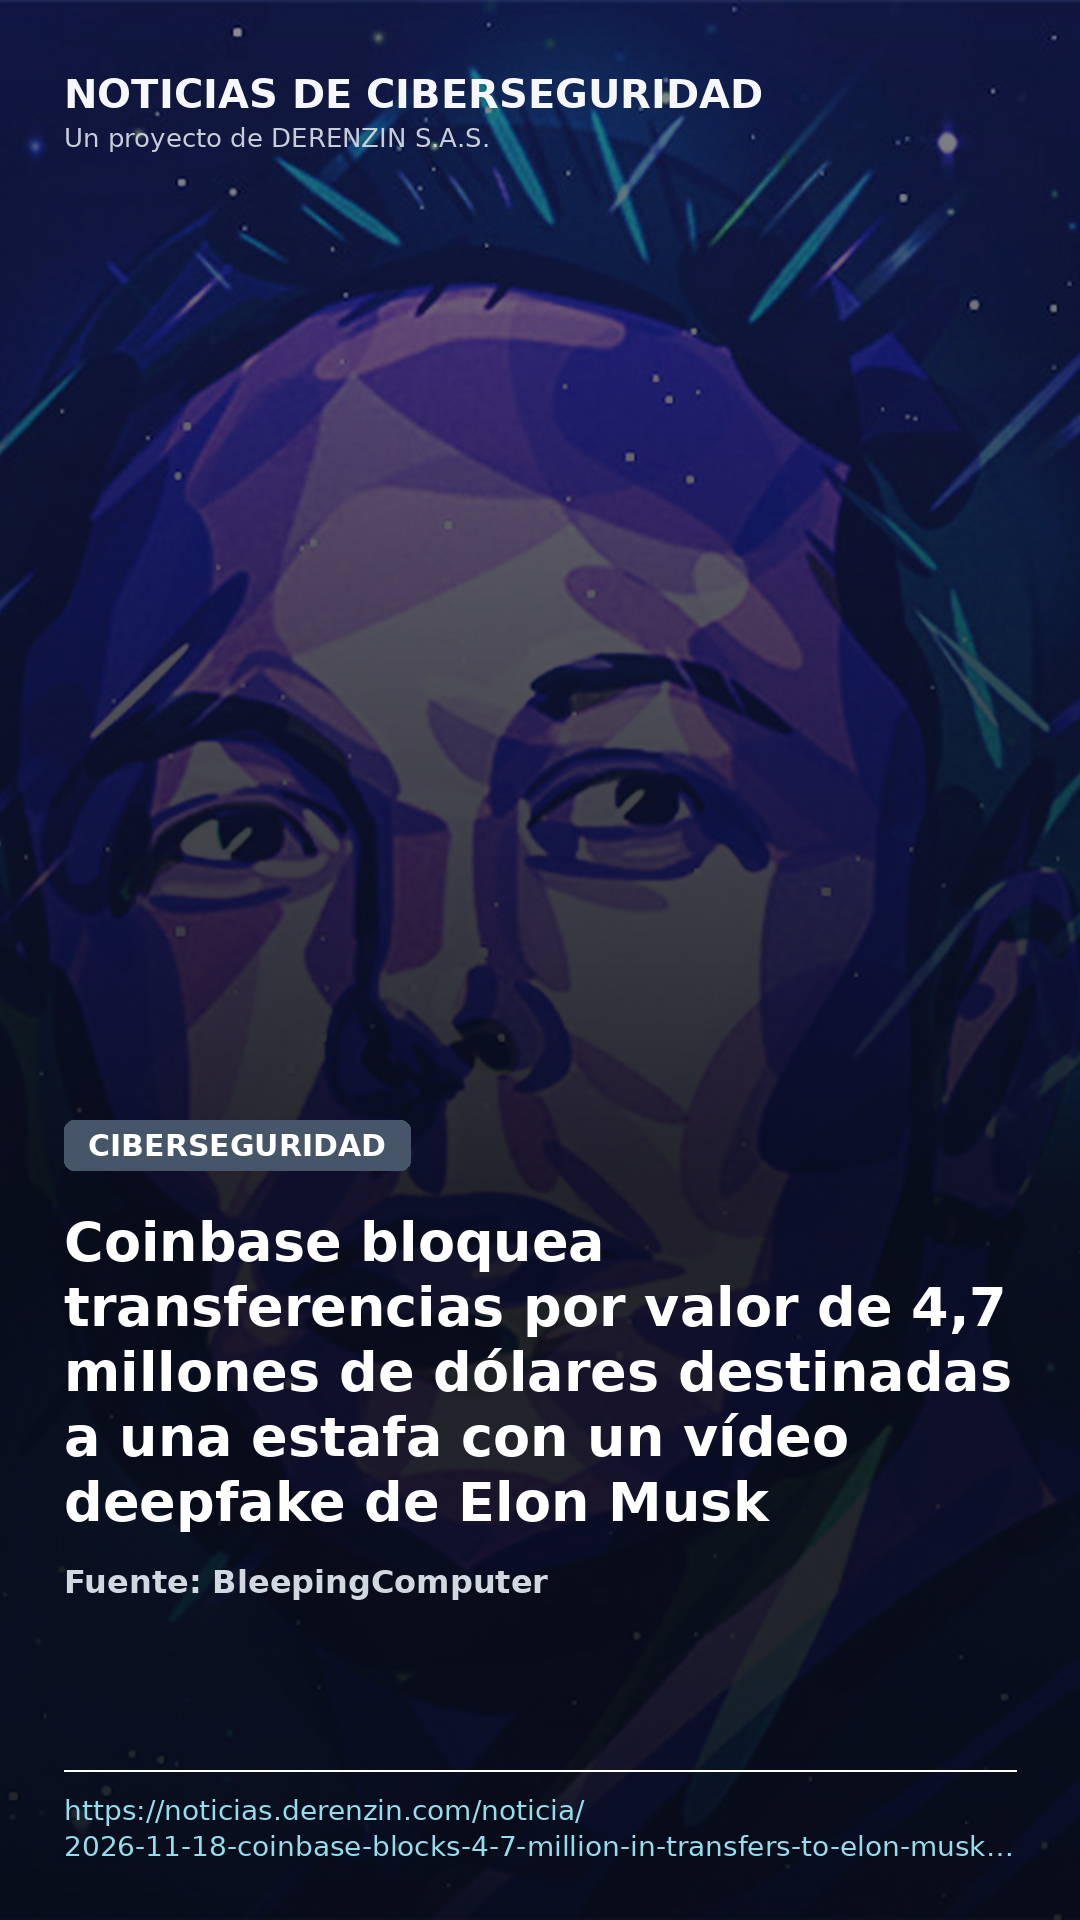 NOTICIAS DE CIBERSEGURIDAD
Un proyecto de DERENZIN S.A.S.
CIBERSEGURIDAD
Coinbase bloquea
transferencias por valor de 4,7
millones de dólares destinadas
a una estafa con un vídeo
deepfake de Elon Musk
Fuente: BleepingComputer
https://noticias.derenzin.com/noticia/
2026-11-18-coinbase-blocks-4-7-million-in-transfers-to-elon-musk…